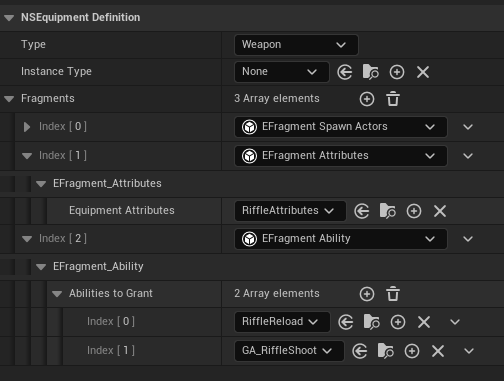 NSEquipment Definition
Type Weapon
Instance Type None
Fragments 3 Array elements
Index [ 0 ] EFragment Spawn Actors
Index [ 1 ] EFragment Attributes
EFragment_Attributes
Equipment Attributes RiffleAttributes
Index [ 2 ] EFragment Ability
EFragment_Ability
Abilities to Grant 2 Array elements
Index [ 0 ] RiffleReload
Index [ 1 ] GA_RiffleShoot